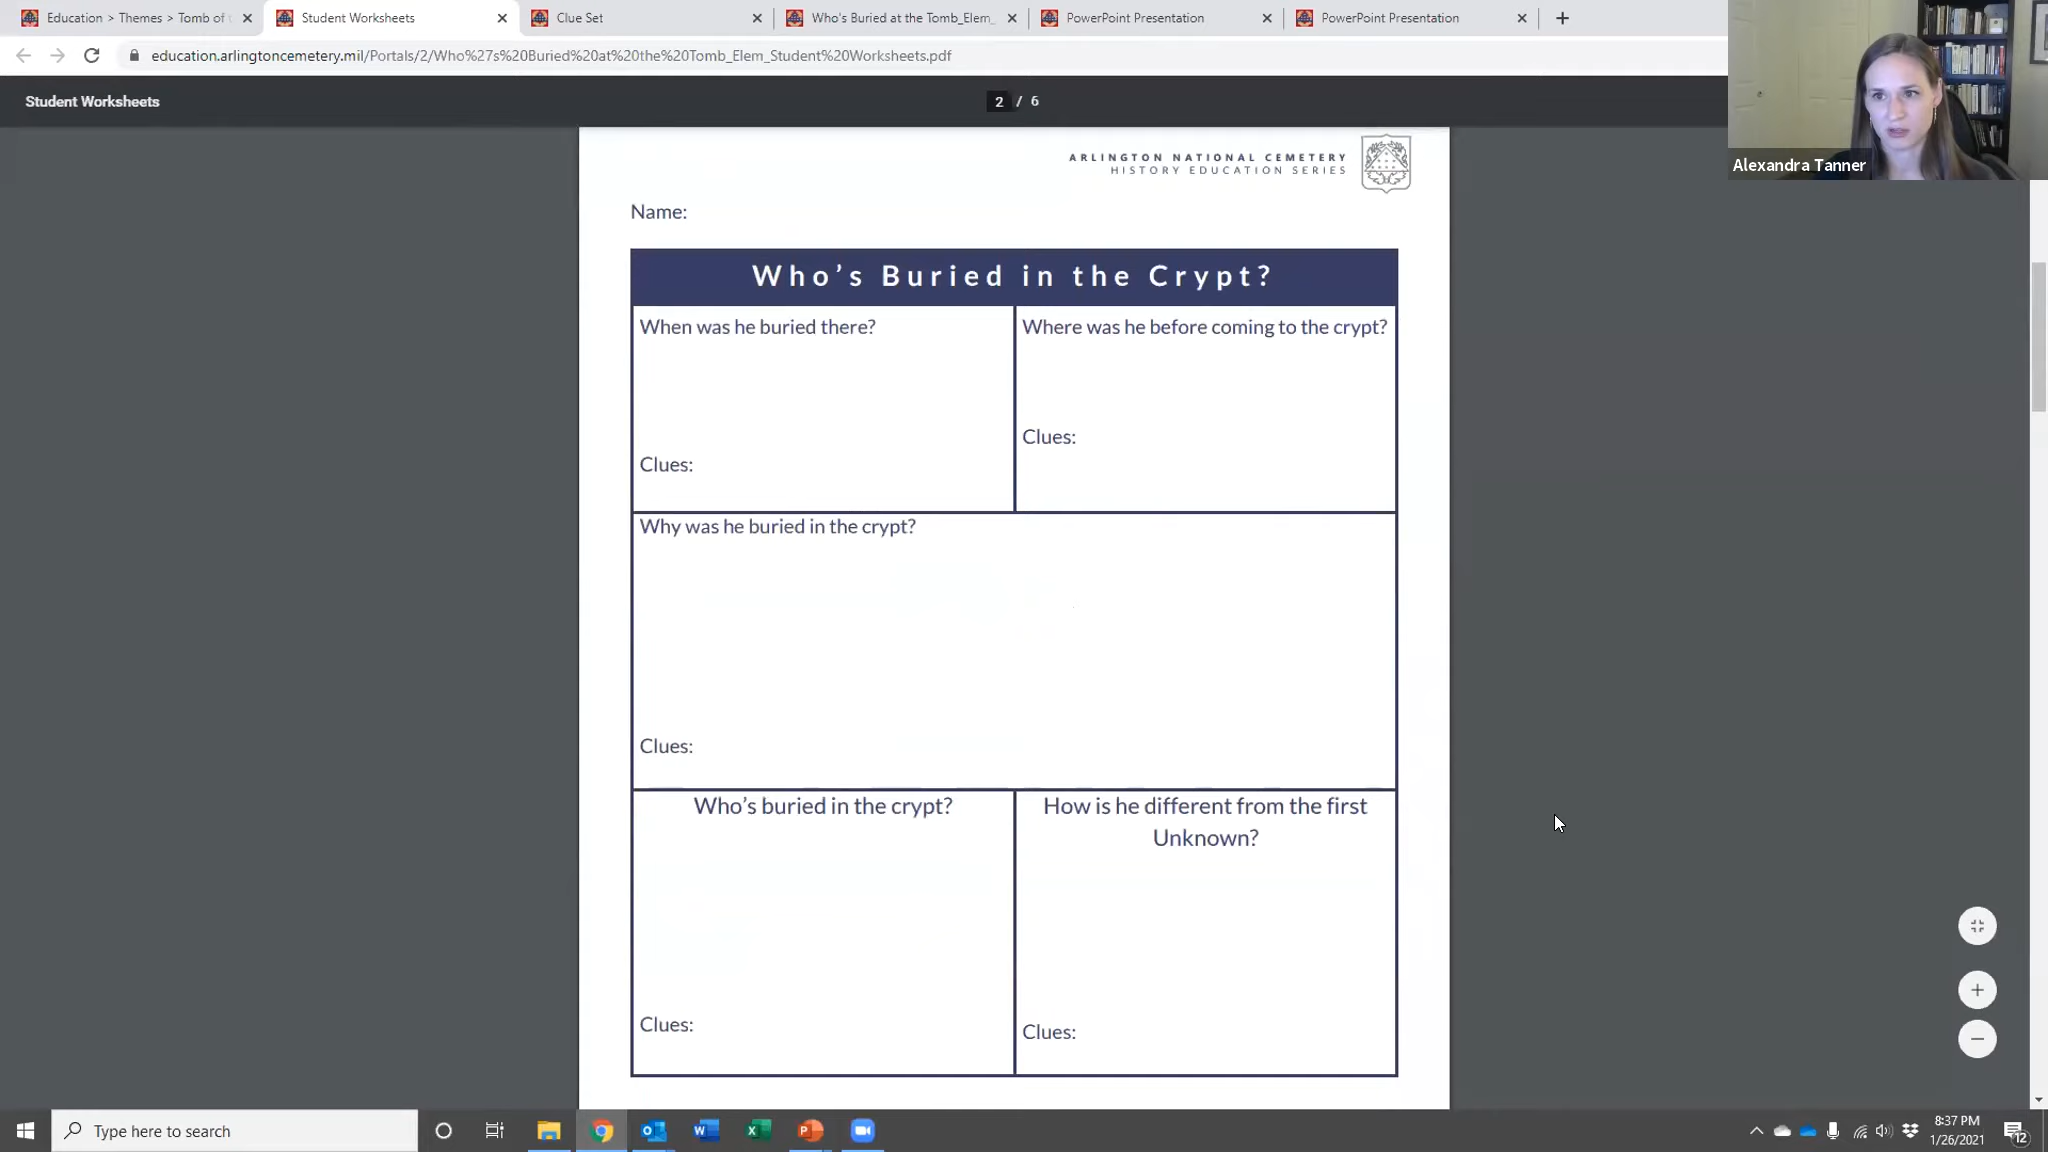 Education > Themes > Tomb of t
Student Worksheets
Clue Set
Who's Buried at the Tomb_Elem_
PowerPoint Presentation
PowerPoint Presentation
education.arlingtoncemetery.mil/Portals/2/Who%27s%20Buried%20at%20the%20Tomb_Elem_Student%20Worksheets.pdf
Student Worksheets
2 / 6
Alexandra Tanner
ARLINGTON NATIONAL CEMETERY
HISTORY EDUCATION SERIES
Name:
Who’s Buried in the Crypt?
When was he buried there?
Clues:
Where was he before coming to the crypt?
Clues:
Why was he buried in the crypt?
Clues:
Who’s buried in the crypt?
Clues:
How is he different from the first
Unknown?
Clues:
Type here to search
8:37 PM
1/26/2021
12